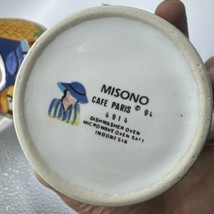 MISONO
CAFE PARIS © 94
4914
DISHWASHER OVEN
MICROWAVE OVEN SAFE
INDONESIA